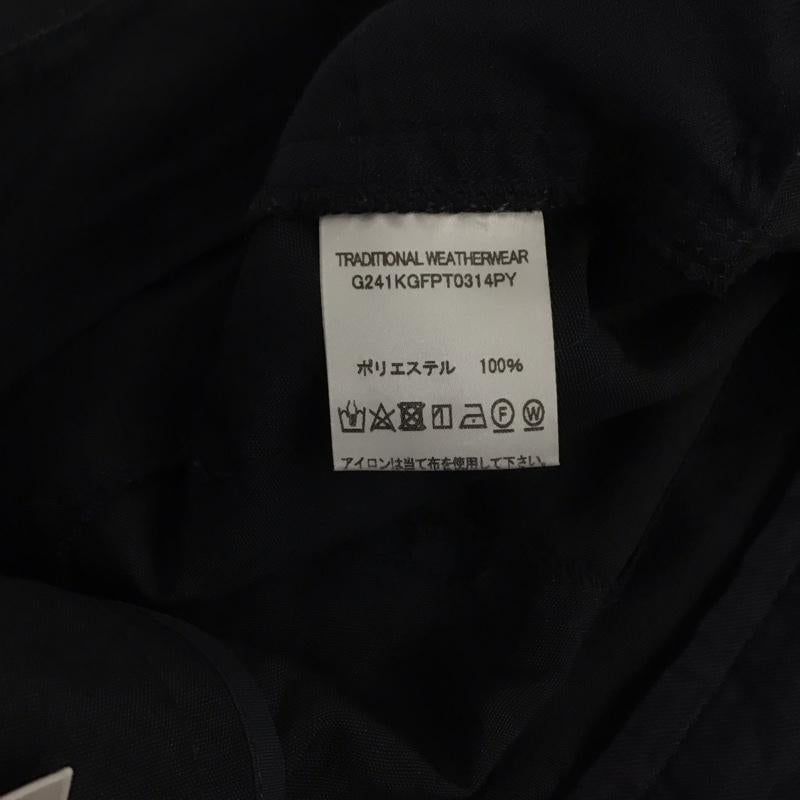 TRADITIONAL WEATHERWEAR
G241KGFPT0314PY
ポリエステル 100%
F W
アイロンは当て布を使用して下さい。